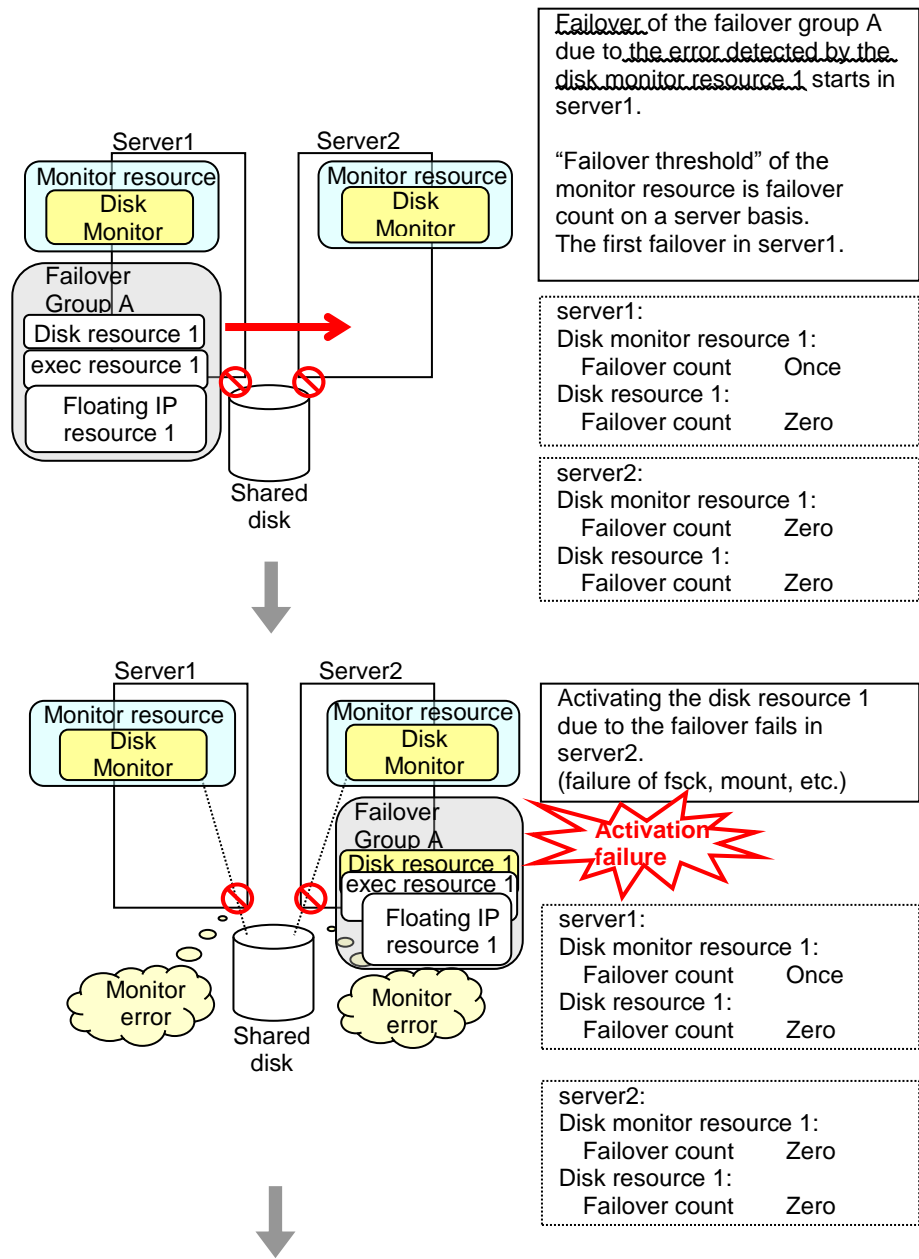 Failover of the failover group A
due to the error detected by the
disk monitor resource 1 starts in
server1.
“Failover threshold” of the
monitor resource is failover
count on a server basis.
The first failover in server1.
Server1
Server2
Monitor resource
Disk
Monitor
Monitor resource
Disk
Monitor
Failover
Group A
Disk resource 1
exec resource 1
Floating IP
resource 1
Shared
disk
server1:
Disk monitor resource 1:
Failover count Once
Disk resource 1:
Failover count Zero
server2:
Disk monitor resource 1:
Failover count Zero
Disk resource 1:
Failover count Zero
Server1
Server2
Monitor resource
Disk
Monitor
Monitor resource
Disk
Monitor
Failover
Group A
Disk resource 1
exec resource 1
Floating IP
resource 1
Monitor
error
Shared
disk
Monitor
error
Activating the disk resource 1
due to the failover fails in
server2.
(failure of fsck, mount, etc.)
Activation
failure
server1:
Disk monitor resource 1:
Failover count Once
Disk resource 1:
Failover count Zero
server2:
Disk monitor resource 1:
Failover count Zero
Disk resource 1:
Failover count Zero